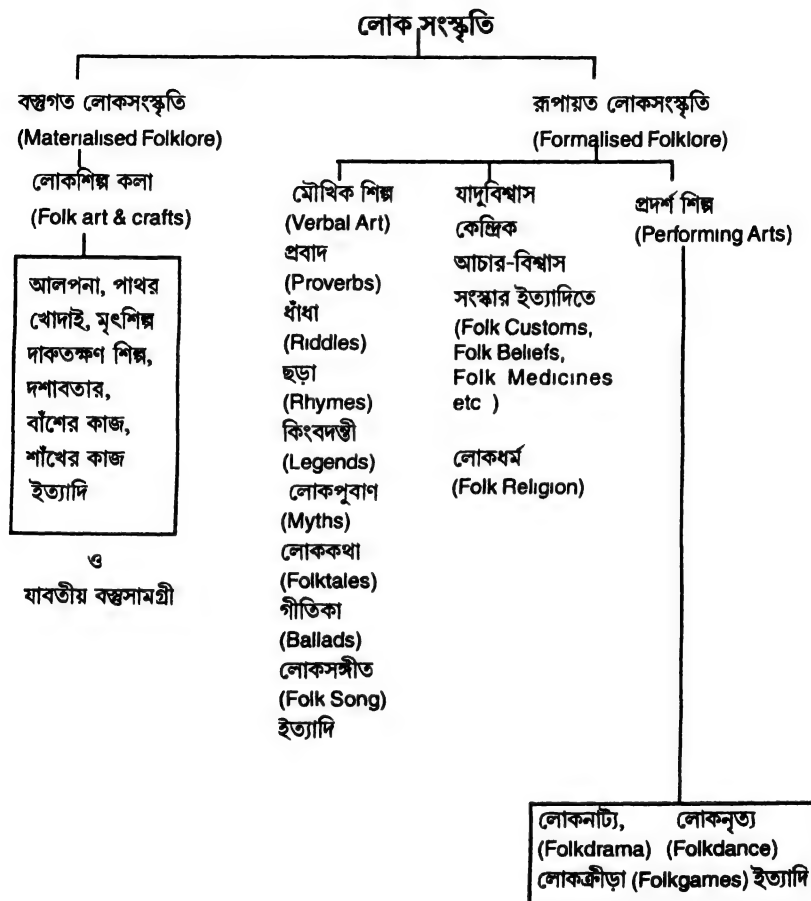 লোক সংস্কৃতি
বস্তুগত লোকসংস্কৃতি
(Materialised Folklore)
লোকশিল্প কলা
(Folk art & crafts)
আলপনা, পাথর
খোদাই, মৃৎশিল্প
দাকতক্ষণ শিল্প,
দশাবতার,
বাঁশের কাজ,
শাঁখের কাজ
ইত্যাদি
ও
যাবতীয় বস্তুসামগ্রী
রূপায়ত লোকসংস্কৃতি
(Formalised Folklore)
মৌখিক শিল্প
(Verbal Art)
প্রবাদ
(Proverbs)
ধাঁধা
(Riddles)
ছড়া
(Rhymes)
কিংবদন্তী
(Legends)
লোকপুবাণ
(Myths)
লোককথা
(Folktales)
গীতিকা
(Ballads)
লোকসঙ্গীত
(Folk Song)
ইত্যাদি
যাদুবিশ্বাস
কেন্দ্রিক
আচার-বিশ্বাস
সংস্কার ইত্যাদিতে
(Folk Customs,
Folk Beliefs,
Folk Medicines
etc )
লোকধর্ম
(Folk Religion)
প্রদর্শ শিল্প
(Performing Arts)
লোকনাট্য, লোকনৃত্য
(Folkdrama) (Folkdance)
লোকক্রীড়া (Folkgames) ইত্যাদি